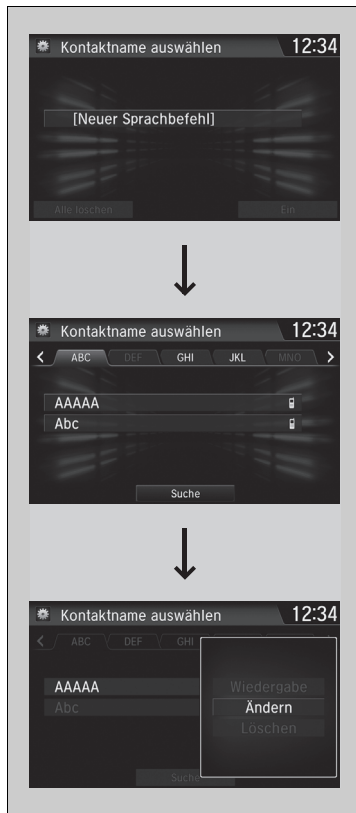 Kontaktname auswählen 12:34
[Neuer Sprachbefehl]
Alle löschen Ein
Kontaktname auswählen 12:34
ABC DEF GHI JKL MNO
AAAAA
Abc
Suche
Kontaktname auswählen 12:34
ABC DEF GHI
AAAAA Wiedergabe
Abc Ändern
Löschen
Suche